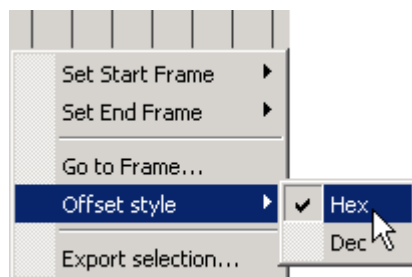 Set Start Frame
Set End Frame
Go to Frame...
Offset style
Hex
Dec
Export selection...